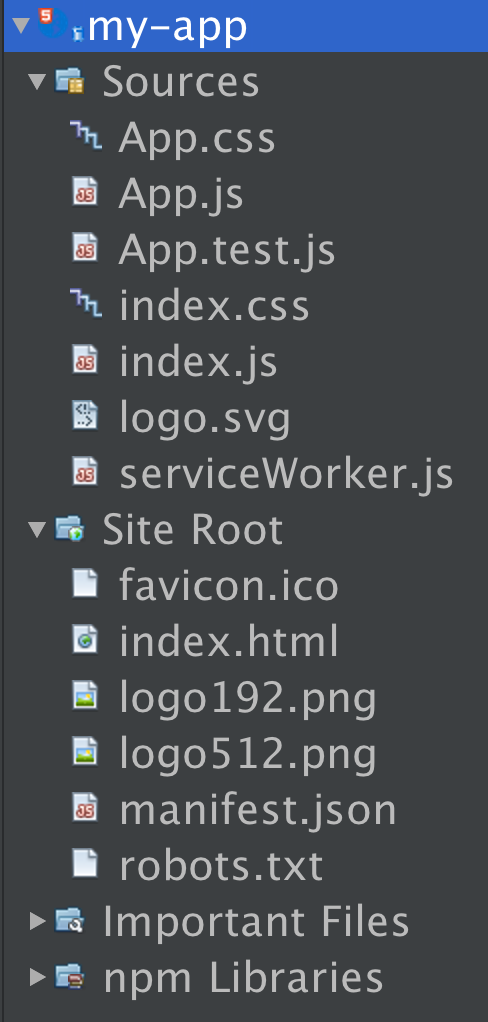 my-app
Sources
App.css
App.js
App.test.js
index.css
index.js
logo.svg
serviceWorker.js
Site Root
favicon.ico
index.html
logo192.png
logo512.png
manifest.json
robots.txt
Important Files
npm Libraries